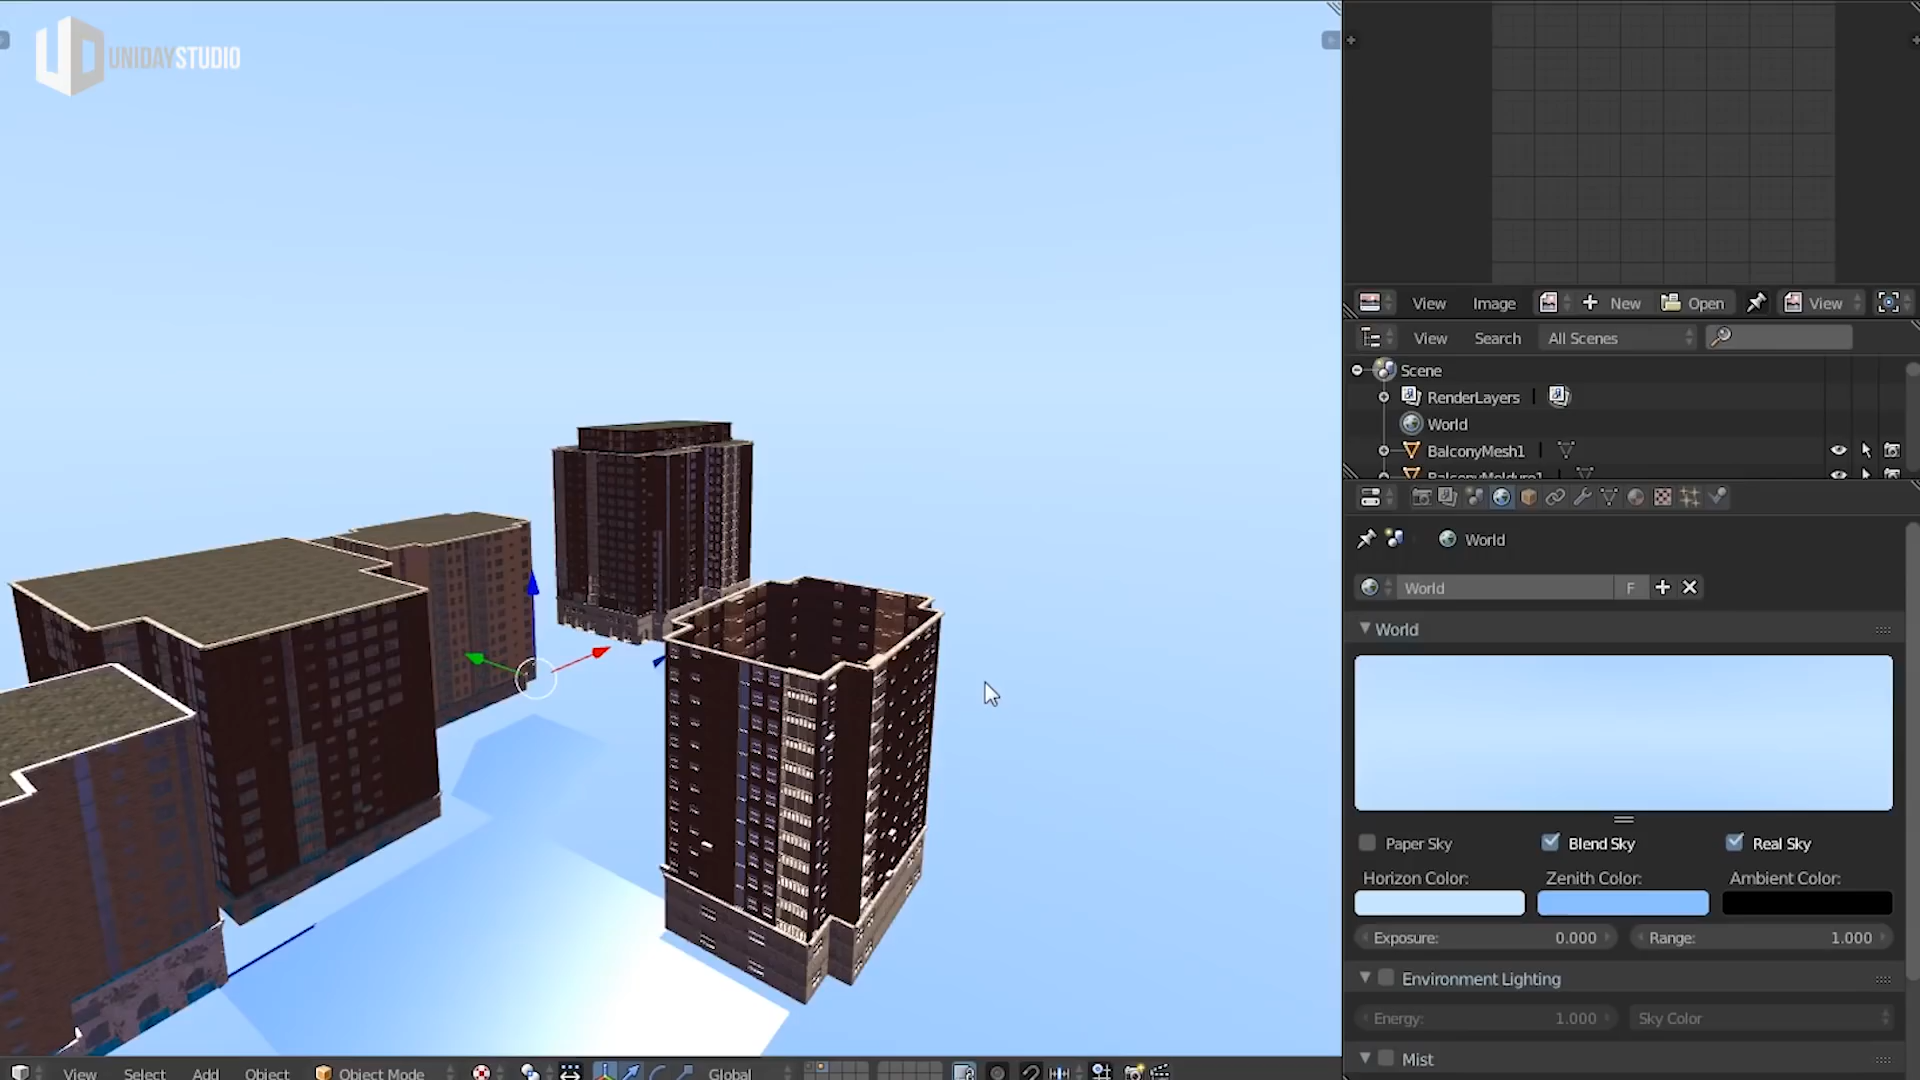 UNIDAYSTUDIO
View Image New Open View
View Search All Scenes
Scene
RenderLayers
World
BalconyMesh1
BalconyMoldure1
World
World F
World
Paper Sky Blend Sky Real Sky
Horizon Color: Zenith Color: Ambient Color:
Exposure: 0.000 Range: 1.000
Environment Lighting
Energy: 1.000 Sky Color
Mist
View Select Add Object Object Mode Global